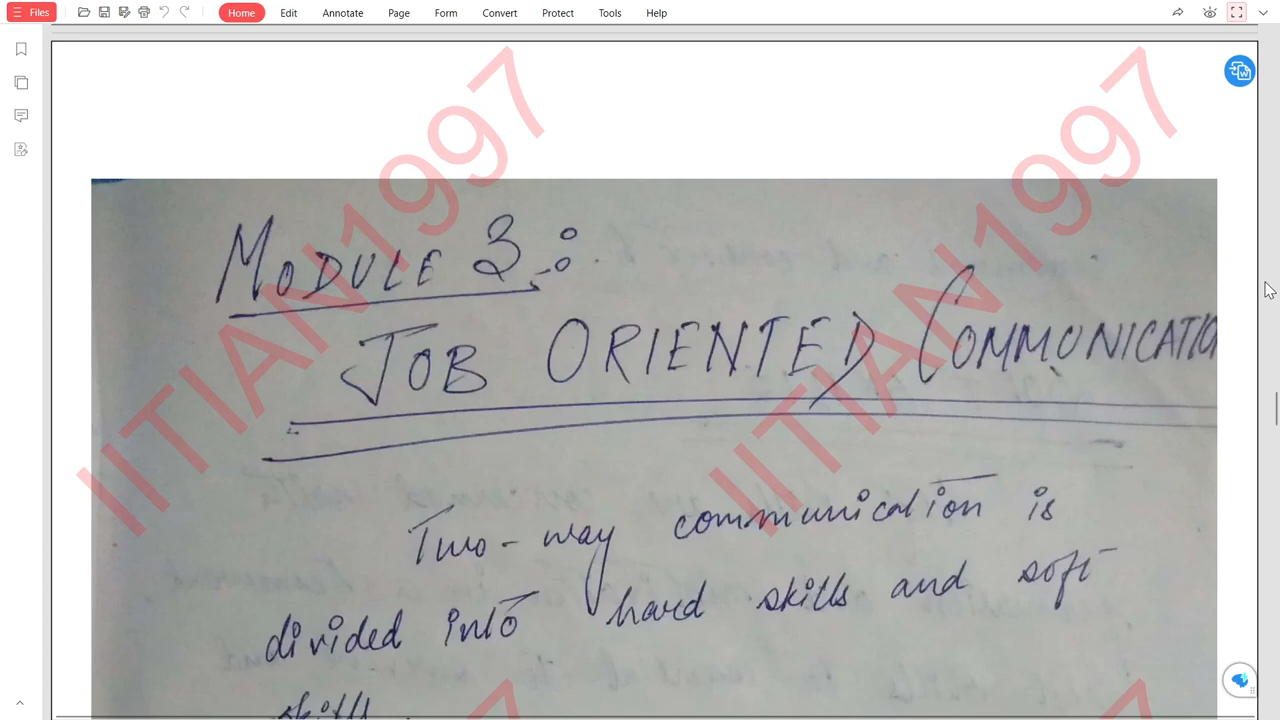 Files
Home Edit Annotate Page Form Convert Protect Tools Help
IITIAN1997
IITIAN1997
MODULE 3:-
JOB ORIENTED COMMUNICATIO
Two-way communication is
divided into hard skills and soft
skills.